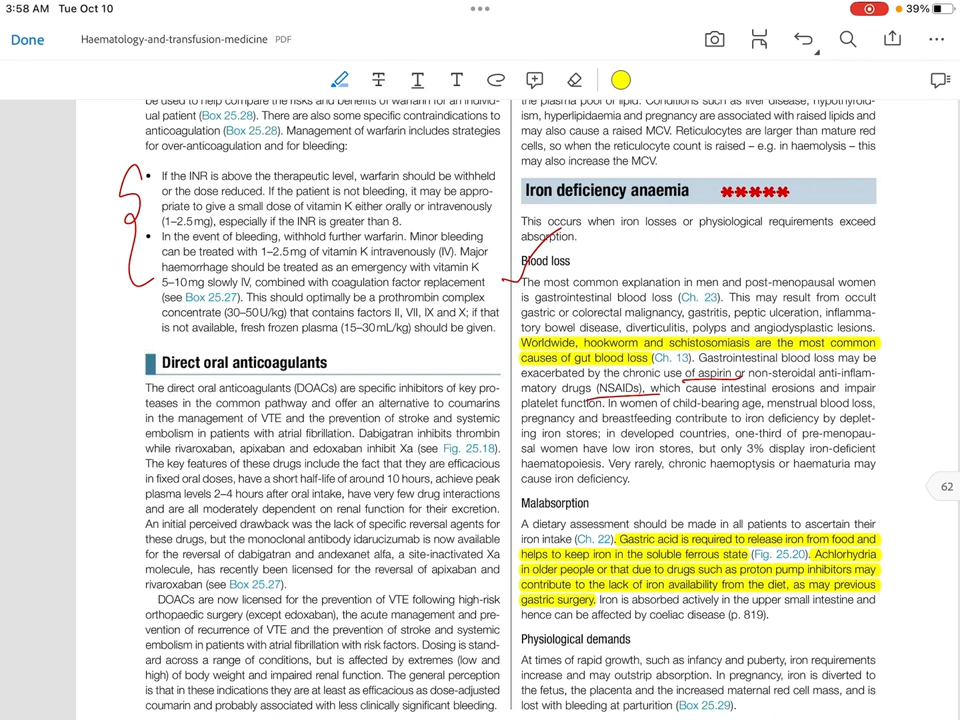 3:58 AM Tue Oct 10
39%
Done
Haematology-and-transfusion-medicine PDF
be used to help compare the risks and benefits of warfarin for an individ-
ual patient (Box 25.28). There are also some specific contraindications to
anticoagulation (Box 25.28). Management of warfarin includes strategies
for over-anticoagulation and for bleeding:
• If the INR is above the therapeutic level, warfarin should be withheld
or the dose reduced. If the patient is not bleeding, it may be appro-
priate to give a small dose of vitamin K either orally or intravenously
(1–2.5 mg), especially if the INR is greater than 8.
• In the event of bleeding, withhold further warfarin. Minor bleeding
can be treated with 1–2.5 mg of vitamin K intravenously (IV). Major
haemorrhage should be treated as an emergency with vitamin K
5–10 mg slowly IV, combined with coagulation factor replacement
(see Box 25.27). This should optimally be a prothrombin complex
concentrate (30–50 U/kg) that contains factors II, VII, IX and X; if that
is not available, fresh frozen plasma (15–30 mL/kg) should be given.
Direct oral anticoagulants
The direct oral anticoagulants (DOACs) are specific inhibitors of key pro-
teases in the common pathway and offer an alternative to coumarins
in the management of VTE and the prevention of stroke and systemic
embolism in patients with atrial fibrillation. Dabigatran inhibits thrombin
while rivaroxaban, apixaban and edoxaban inhibit Xa (see Fig. 25.18).
The key features of these drugs include the fact that they are efficacious
in fixed oral doses, have a short half-life of around 10 hours, achieve peak
plasma levels 2–4 hours after oral intake, have very few drug interactions
and are all moderately dependent on renal function for their excretion.
An initial perceived drawback was the lack of specific reversal agents for
these drugs, but the monoclonal antibody idarucizumab is now available
for the reversal of dabigatran and andexanet alfa, a site-inactivated Xa
molecule, has recently been licensed for the reversal of apixaban and
rivaroxaban (see Box 25.27).
DOACs are now licensed for the prevention of VTE following high-risk
orthopaedic surgery (except edoxaban), the acute management and pre-
vention of recurrence of VTE and the prevention of stroke and systemic
embolism in patients with atrial fibrillation with risk factors. Dosing is stand-
ard across a range of conditions, but is affected by extremes (low and
high) of body weight and impaired renal function. The general perception
is that in these indications they are at least as efficacious as dose-adjusted
coumarin and probably associated with less clinically significant bleeding.
the plasma pool of lipid. Conditions such as liver disease, hypothyroid-
ism, hyperlipidaemia and pregnancy are associated with raised lipids and
may also cause a raised MCV. Reticulocytes are larger than mature red
cells, so when the reticulocyte count is raised – e.g. in haemolysis – this
may also increase the MCV.
Iron deficiency anaemia *****
This occurs when iron losses or physiological requirements exceed
absorption.
Blood loss
The most common explanation in men and post-menopausal women
is gastrointestinal blood loss (Ch. 23). This may result from occult
gastric or colorectal malignancy, gastritis, peptic ulceration, inflamma-
tory bowel disease, diverticulitis, polyps and angiodysplastic lesions.
Worldwide, hookworm and schistosomiasis are the most common
causes of gut blood loss (Ch. 13). Gastrointestinal blood loss may be
exacerbated by the chronic use of aspirin or non-steroidal anti-inflam-
matory drugs (NSAIDs), which cause intestinal erosions and impair
platelet function. In women of child-bearing age, menstrual blood loss,
pregnancy and breastfeeding contribute to iron deficiency by deplet-
ing iron stores; in developed countries, one-third of pre-menopau-
sal women have low iron stores, but only 3% display iron-deficient
haematopoiesis. Very rarely, chronic haemoptysis or haematuria may
cause iron deficiency.
Malabsorption
A dietary assessment should be made in all patients to ascertain their
iron intake (Ch. 22). Gastric acid is required to release iron from food and
helps to keep iron in the soluble ferrous state (Fig. 25.20). Achlorhydria
in older people or that due to drugs such as proton pump inhibitors may
contribute to the lack of iron availability from the diet, as may previous
gastric surgery. Iron is absorbed actively in the upper small intestine and
hence can be affected by coeliac disease (p. 819).
Physiological demands
At times of rapid growth, such as infancy and puberty, iron requirements
increase and may outstrip absorption. In pregnancy, iron is diverted to
the fetus, the placenta and the increased maternal red cell mass, and is
lost with bleeding at parturition (Box 25.29).
62